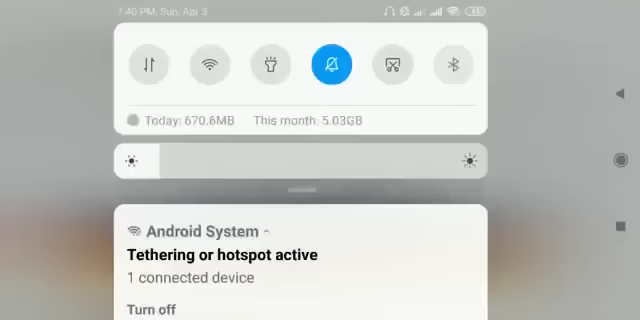 7:40 PM, Sun, Apr 3
Today: 670.6MB This month: 5.03GB
Android System
Tethering or hotspot active
1 connected device
Turn off